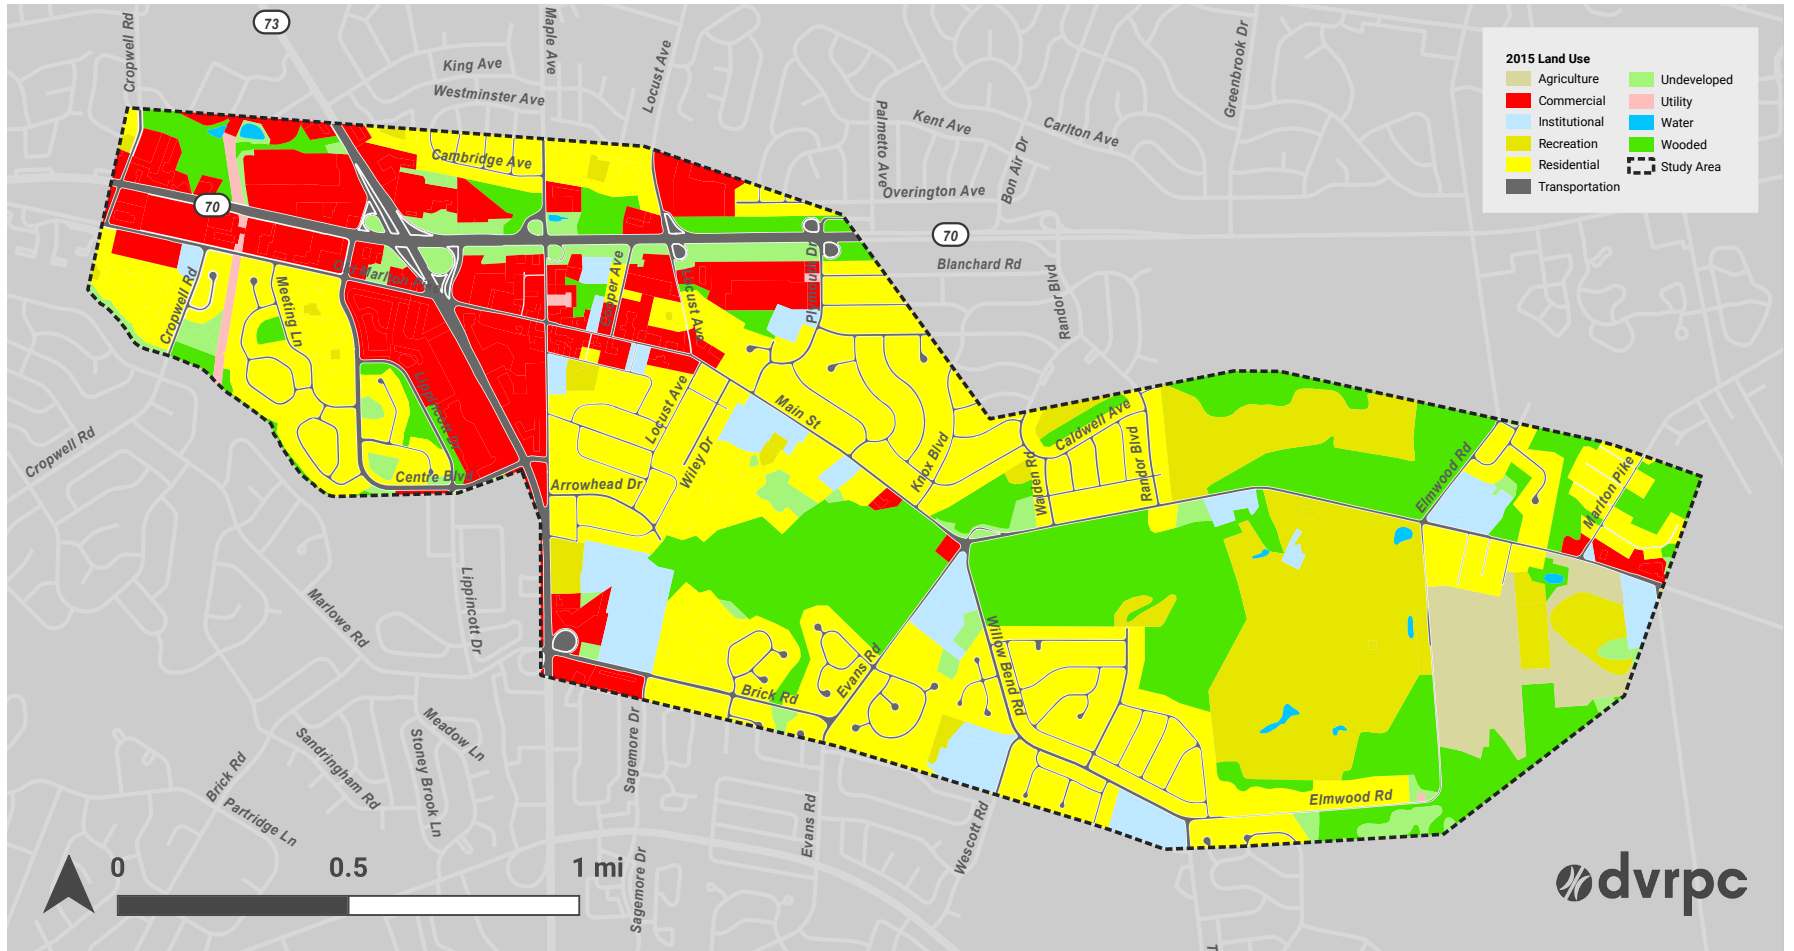 73
Cropwell Rd
King Ave
Westminster Ave
Maple Ave
Locust Ave
Palmetto Ave
Kent Ave
Carlton Ave
Greenbrook Dr
Bon Air Dr
Overington Ave
2015 Land Use
Agriculture
Commercial
Institutional
Recreation
Residential
Transportation
Undeveloped
Utility
Water
Wooded
Study Area
Cambridge Ave
70
70
Blanchard Rd
Randor Blvd
Cropwell Rd
Meeting Ln
Old Marlton Pike
Cooper Ave
Locust Ave
Plymouth Dr
Lippincott Dr
Centre Blvd
Cropwell Rd
Locust Ave
Wiley Dr
Arrowhead Dr
Main St
Knox Blvd
Caldwell Ave
Walden Rd
Randor Blvd
Elmwood Rd
Marlton Pike
Marlowe Rd
Lippincott Dr
Willow Bend Rd
Evans Rd
Brick Rd
Meadow Ln
Stoney Brook Ln
Sandringham Rd
Brick Rd
Partridge Ln
Sagemore Dr
Sagemore Dr
Evans Rd
Wescott Rd
Elmwood Rd
0
0.5
1 mi
dvrpc